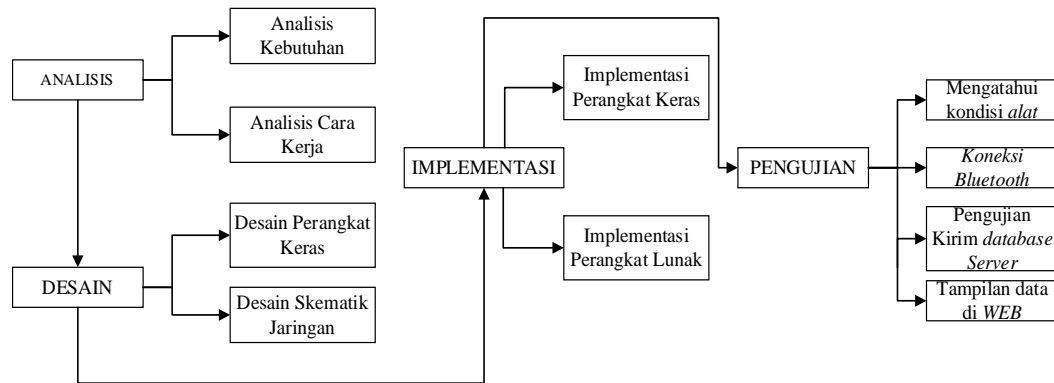 ANALISIS
Analisis
Kebutuhan
Analisis Cara
Kerja
DESAIN
Desain Perangkat
Keras
Desain Skematik
Jaringan
IMPLEMENTASI
Implementasi
Perangkat Keras
Implementasi
Perangkat Lunak
PENGUJIAN
Mengatahui
kondisi alat
Koneksi
Bluetooth
Pengujian
Kirim database
Server
Tampilan data
di WEB